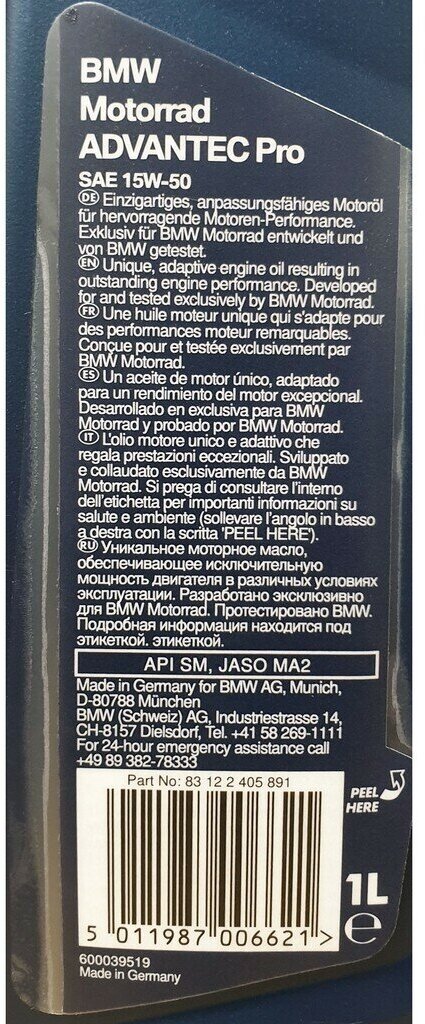 BMW
Motorrad
ADVANTEC Pro
SAE 15W-50
DE Einzigartiges, anpassungsfähiges Motoröl
für hervorragende Motoren-Performance.
Exklusiv für BMW Motorrad entwickelt und
von BMW getestet.
EN Unique, adaptive engine oil resulting in
outstanding engine performance. Developed
for and tested exclusively by BMW Motorrad.
FR Une huile moteur unique qui s'adapte pour
des performances moteur remarquables.
Conçue pour et testée exclusivement par
BMW Motorrad.
ES Un aceite de motor único, adaptado
para un rendimiento del motor excepcional.
Desarrollado en exclusiva para BMW
Motorrad y probado por BMW Motorrad.
IT L'olio motore unico e adattivo che
regala prestazioni eccezionali. Sviluppato
e collaudato esclusivamente da BMW
Motorrad. Si prega di consultare l'interno
dell'etichetta per importanti informazioni su
salute e ambiente (sollevare l'angolo in basso
a destra con la scritta 'PEEL HERE').
RU Уникальное моторное масло,
обеспечивающее исключительную
мощность двигателя в различных условиях
эксплуатации. Разработано эксклюзивно
для BMW Motorrad. Протестировано BMW.
Подробная информация находится под
этикеткой. этикеткой.
API SM, JASO MA2
Made in Germany for BMW AG, Munich,
D-80788 München
BMW (Schweiz) AG, Industriestrasse 14,
CH-8157 Dielsdorf, Tel. +41 58 269-1111
For 24-hour emergency assistance call
+49 89 382-78333
Part No: 83 12 2 405 891
PEEL
HERE
1L
e
5 011987 006621 >
600039519
Made in Germany